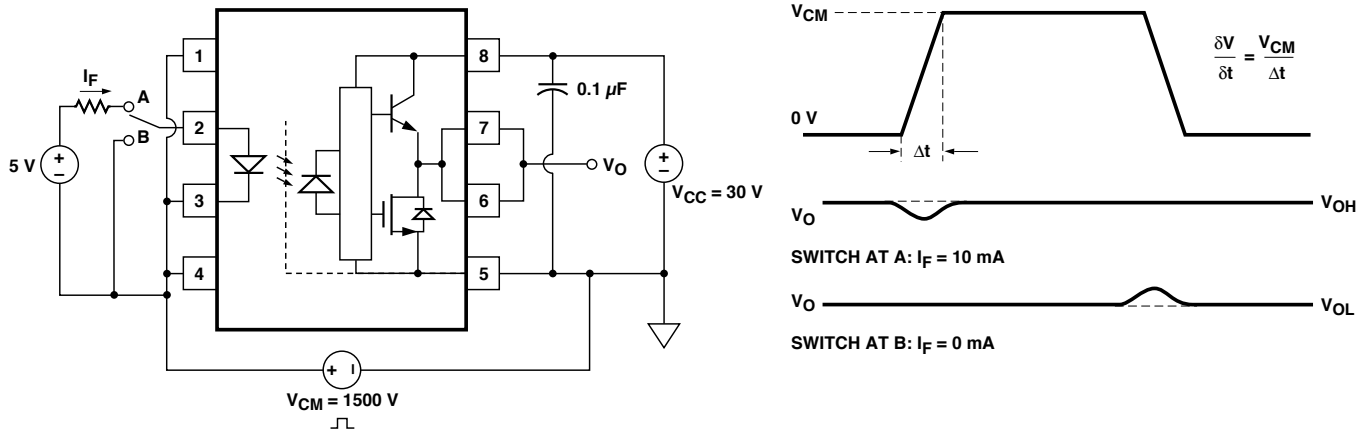 1
2
3
4
8
7
6
5
I_F
A
B
5 V
+
−
0.1 µF
V_O
+
−
V_CC = 30 V
+ −
V_CM = 1500 V
V_CM
0 V
Δt
δV/δt = V_CM/Δt
V_O
V_OH
SWITCH AT A: I_F = 10 mA
V_O
V_OL
SWITCH AT B: I_F = 0 mA